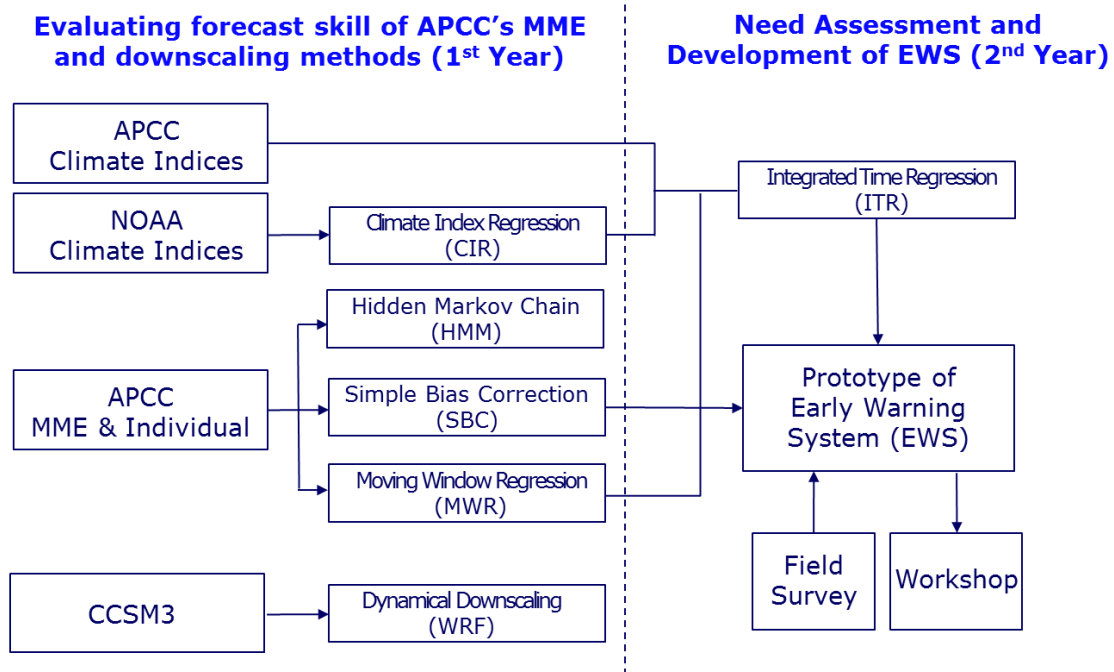 Evaluating forecast skill of APCC's MME
and downscaling methods (1st Year)
Need Assessment and
Development of EWS (2nd Year)
APCC
Climate Indices
NOAA
Climate Indices
Climate Index Regression
(CIR)
Integrated Time Regression
(ITR)
Hidden Markov Chain
(HMM)
APCC
MME & Individual
Simple Bias Correction
(SBC)
Moving Window Regression
(MWR)
Prototype of
Early Warning
System (EWS)
CCSM3
Dynamical Downscaling
(WRF)
Field
Survey
Workshop